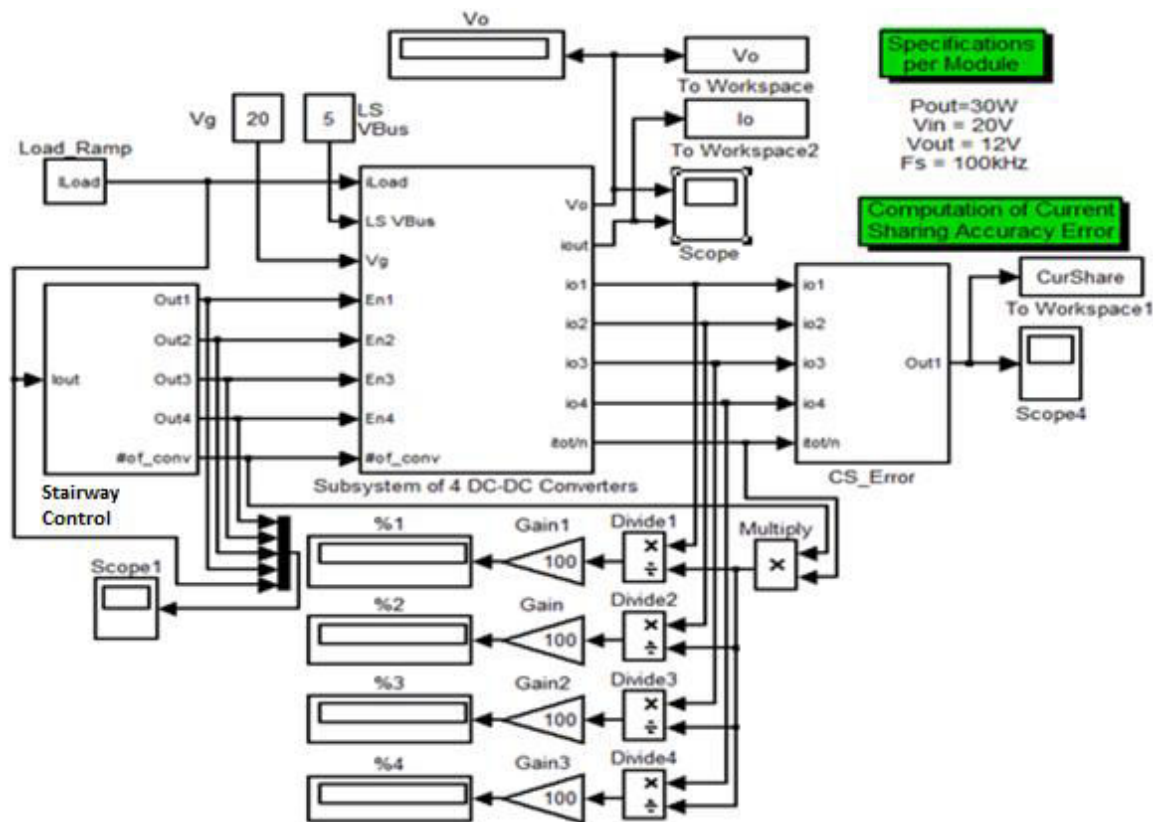 Vo
Vo
To Workspace
Io
To Workspace2
Specifications
per Module
Pout=30W
Vin = 20V
Vout = 12V
Fs = 100kHz
Vg
20
5
LS
VBus
Load_Ramp
ILoad
iLoad
LS VBus
Vg
En1
En2
En3
En4
#of_conv
Vo
iout
io1
io2
io3
io4
itot/n
Subsystem of 4 DC-DC Converters
Scope
Computation of Current
Sharing Accuracy Error
io1
io2
io3
io4
itot/n
Out1
CS_Error
CurShare
To Workspace1
Scope4
Iout
Out1
Out2
Out3
Out4
#of_conv
Stairway
Control
Scope1
%1
Gain1
100
Divide1
×
÷
Multiply
×
%2
Gain
100
Divide2
×
÷
%3
Gain2
100
Divide3
×
÷
%4
Gain3
100
Divide4
×
÷